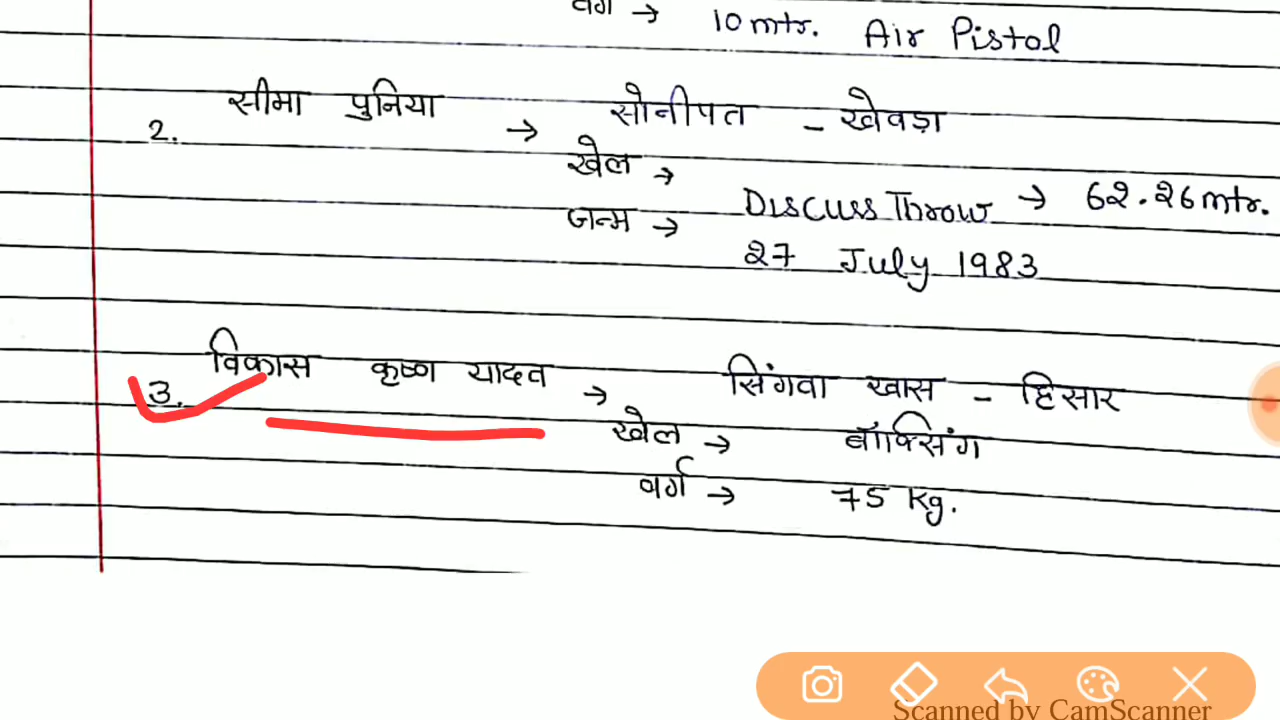 वर्ग → 10 mtr. Air Pistol
2. सीमा पुनिया → सोनीपत - खेवड़ा
खेल → Discuss Throw → 62.26 mtr.
जन्म → 27 July 1983
3. विकास कृष्ण यादव → सिंगवा खास - हिसार
खेल → बॉक्सिंग
वर्ग → 75 Kg.
Scanned by CamScanner